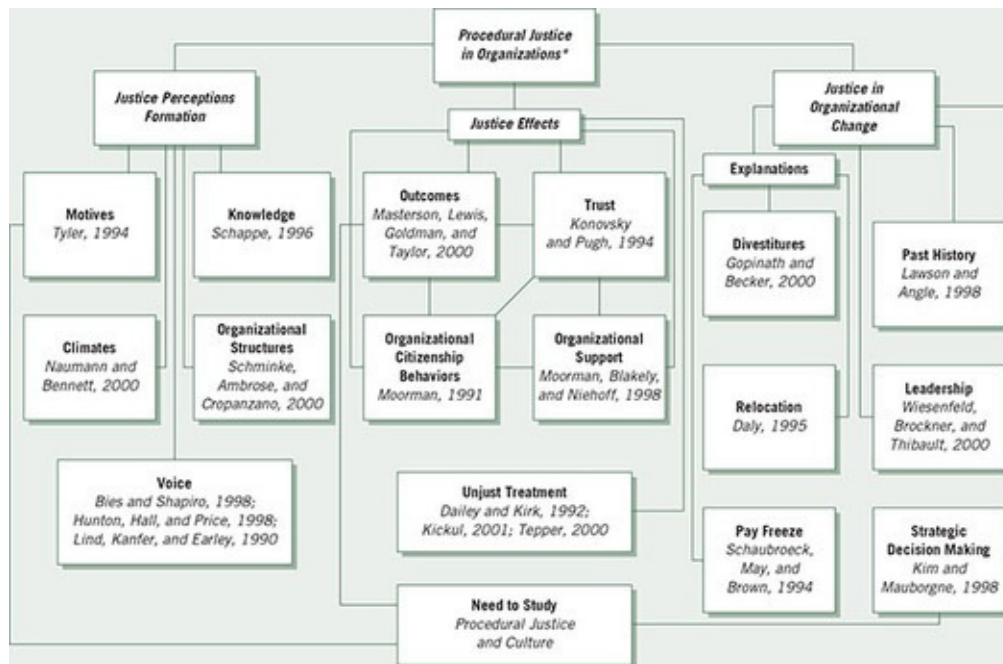 Procedural Justice
in Organizations*
Justice Perceptions
Formation
Justice Effects
Justice in
Organizational
Change
Explanations
Motives
Tyler, 1994
Knowledge
Schappe, 1996
Outcomes
Masterson, Lewis,
Goldman, and
Taylor, 2000
Trust
Konovsky
and Pugh, 1994
Divestitures
Gopinath and
Becker, 2000
Past History
Lawson and
Angle, 1998
Climates
Naumann and
Bennett, 2000
Organizational
Structures
Schminke,
Ambrose, and
Cropanzano, 2000
Organizational
Citizenship
Behaviors
Moorman, 1991
Organizational
Support
Moorman, Blakely,
and Niehoff, 1998
Relocation
Daly, 1995
Leadership
Wiesenfeld,
Brockner, and
Thibault, 2000
Voice
Bies and Shapiro, 1998;
Hunton, Hall, and Price, 1998;
Lind, Kanfer, and Earley, 1990
Unjust Treatment
Dailey and Kirk, 1992;
Kickul, 2001; Tepper, 2000
Pay Freeze
Schaubroeck,
May, and
Brown, 1994
Strategic
Decision Making
Kim and
Mauborgne, 1998
Need to Study
Procedural Justice
and Culture